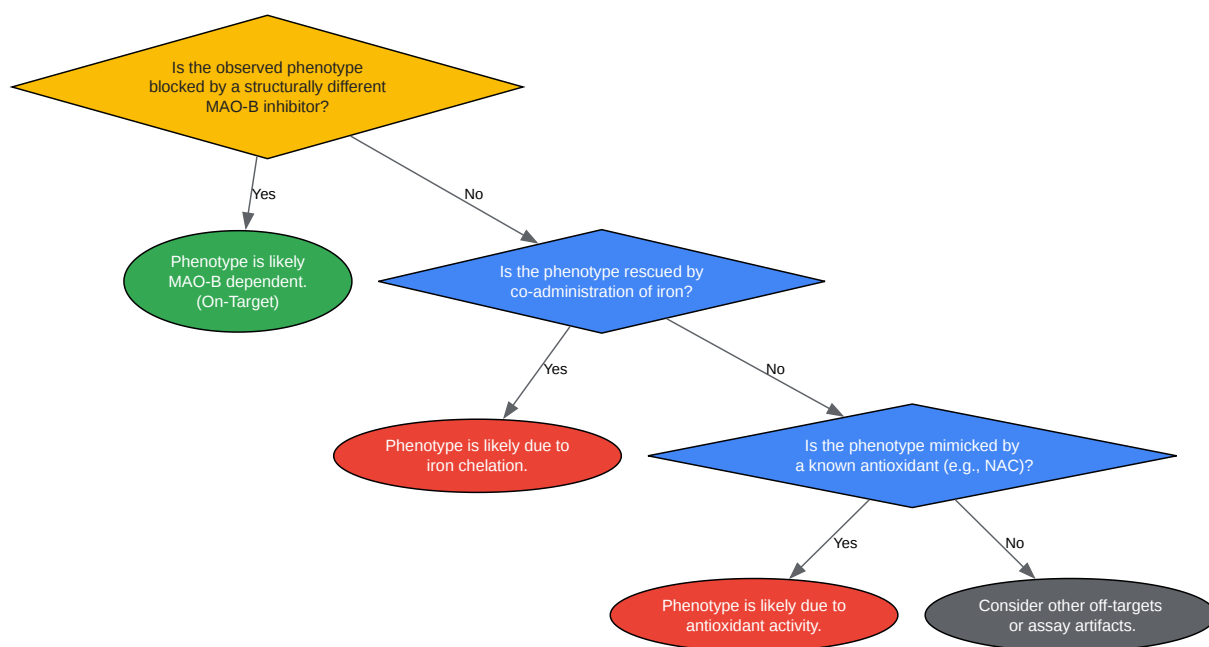 Is the observed phenotype
blocked by a structurally different
MAO-B inhibitor?
Yes
No
Phenotype is likely
MAO-B dependent.
(On-Target)
Is the phenotype rescued by
co-administration of iron?
Yes
No
Phenotype is likely due to
iron chelation.
Is the phenotype mimicked by
a known antioxidant (e.g., NAC)?
Yes
No
Phenotype is likely due to
antioxidant activity.
Consider other off-targets
or assay artifacts.